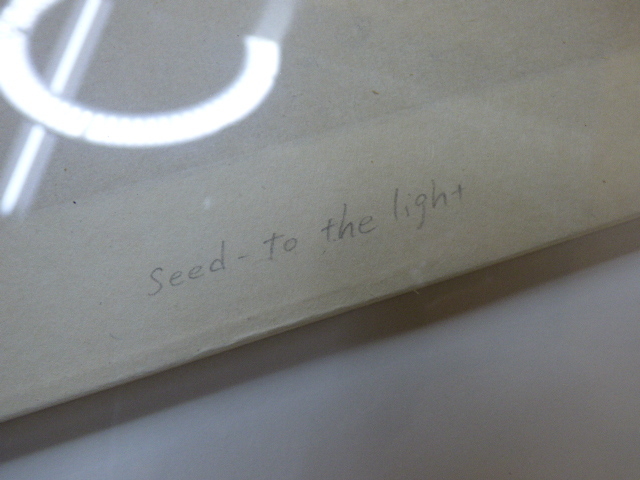 Seed - to the light